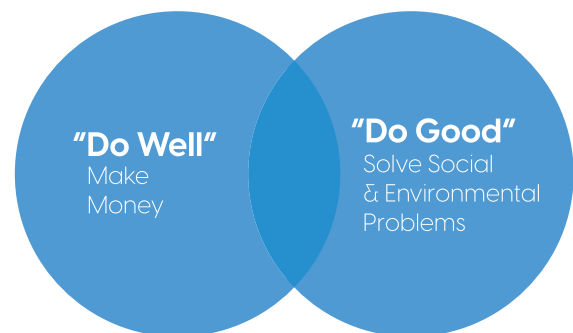 "Do Well"
Make
Money
"Do Good"
Solve Social
& Environmental
Problems